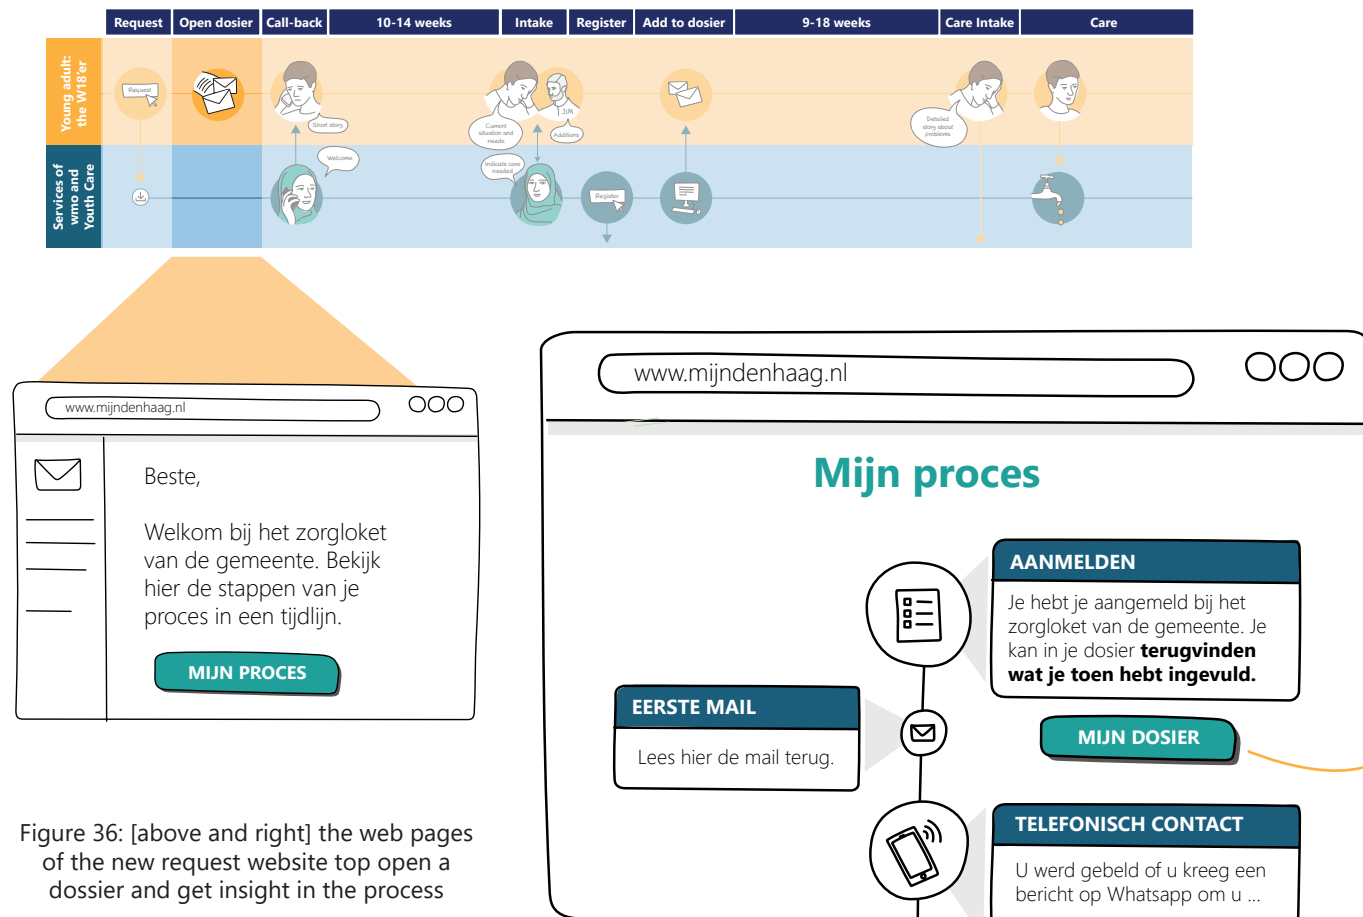 Request Open dosier Call-back 10-14 weeks Intake Register Add to dosier 9-18 weeks Care Intake Care
Young adult:
the W18'er
Request
Short story
Current
situation and
needs
JIM
Additions
Detailed
story about
problems
Services of
wmo and
Youth Care
Welcome
Indicate care
needed
Register
www.mijndenhaag.nl
Beste,
Welkom bij het zorgloket
van de gemeente. Bekijk
hier de stappen van je
proces in een tijdlijn.
MIJN PROCES
Figure 36: [above and right] the web pages
of the new request website top open a
dossier and get insight in the process
www.mijndenhaag.nl
Mijn proces
AANMELDEN
Je hebt je aangemeld bij het
zorgloket van de gemeente. Je
kan in je dosier terugvinden
wat je toen hebt ingevuld.
MIJN DOSIER
EERSTE MAIL
Lees hier de mail terug.
TELEFONISCH CONTACT
U werd gebeld of u kreeg een
bericht op Whatsapp om u ...